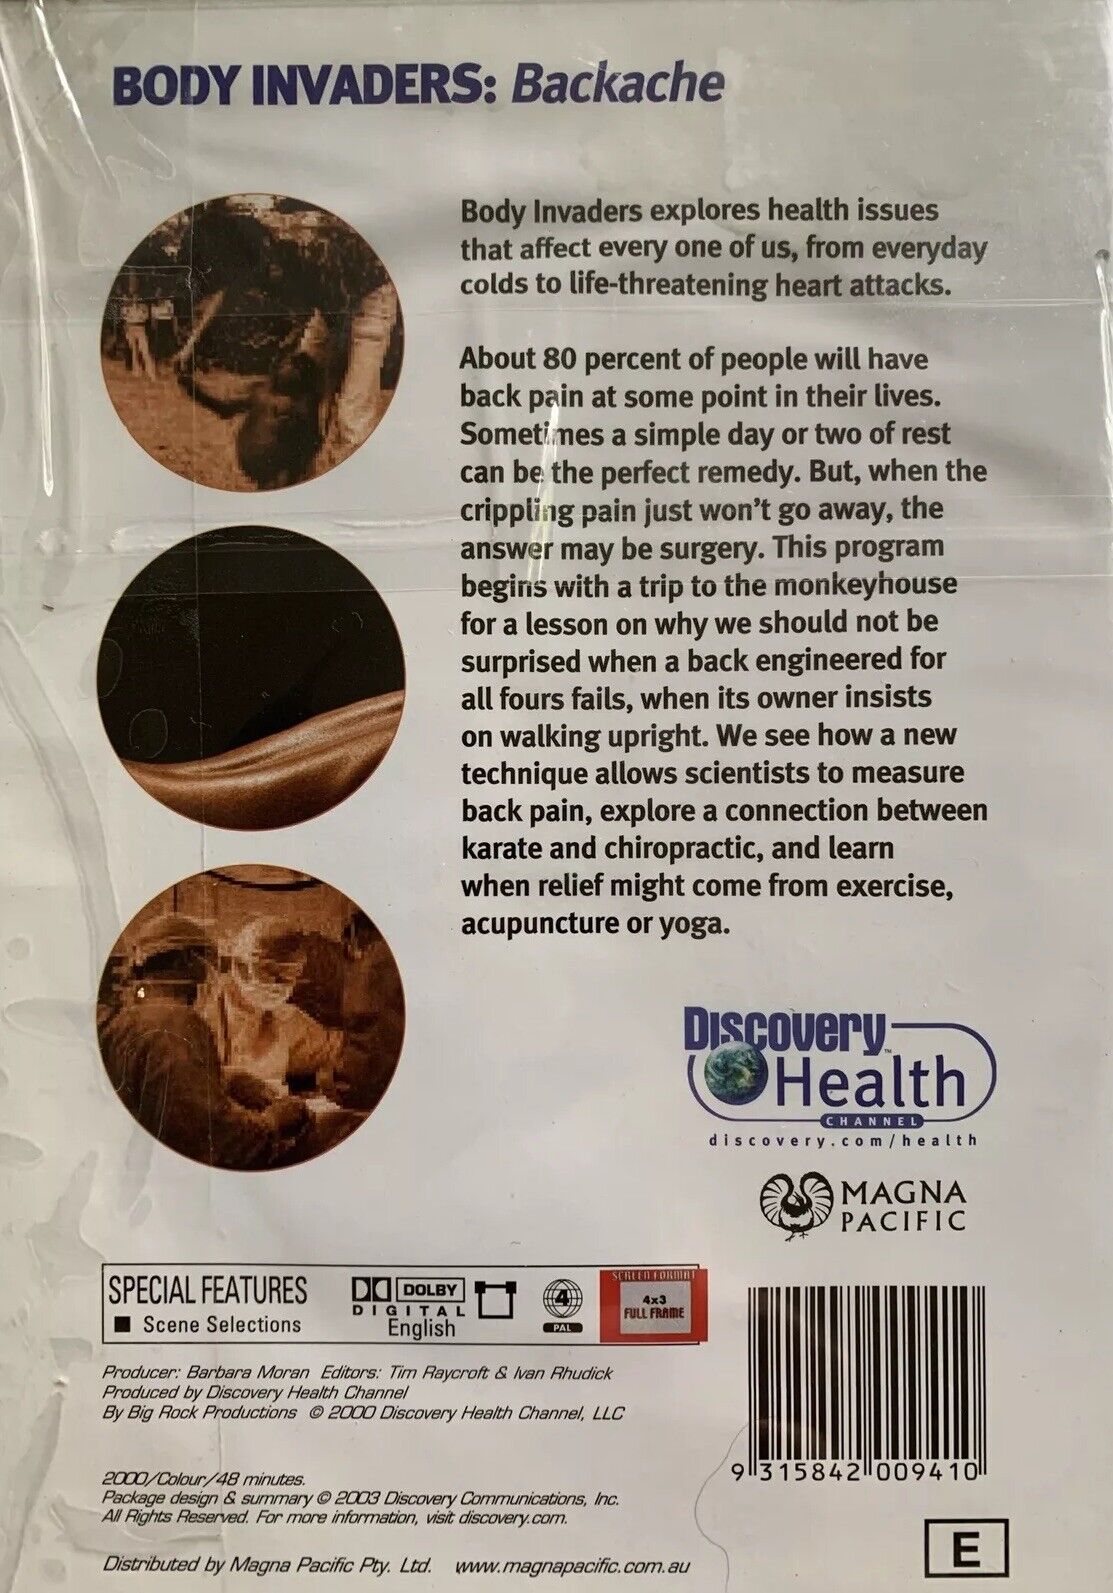 BODY INVADERS: Backache
Body Invaders explores health issues
that affect every one of us, from everyday
colds to life-threatening heart attacks.
About 80 percent of people will have
back pain at some point in their lives.
Sometimes a simple day or two of rest
can be the perfect remedy. But, when the
crippling pain just won't go away, the
answer may be surgery. This program
begins with a trip to the monkeyhouse
for a lesson on why we should not be
surprised when a back engineered for
all fours fails, when its owner insists
on walking upright. We see how a new
technique allows scientists to measure
back pain, explore a connection between
karate and chiropractic, and learn
when relief might come from exercise,
acupuncture or yoga.
Discovery™
Health
CHANNEL
discovery.com/health
MAGNA
PACIFIC
SPECIAL FEATURES
■ Scene Selections
DOLBY
DIGITAL
English
4
PAL
SCREEN FORMAT
4x3
FULL FRAME
Producer: Barbara Moran Editors: Tim Raycroft & Ivan Rhudick
Produced by Discovery Health Channel
By Big Rock Productions © 2000 Discovery Health Channel, LLC
2000/Colour/48 minutes.
Package design & summary © 2003 Discovery Communications, Inc.
All Rights Reserved. For more information, visit discovery.com.
Distributed by Magna Pacific Pty. Ltd. www.magnapacific.com.au
9 315842 009410
E